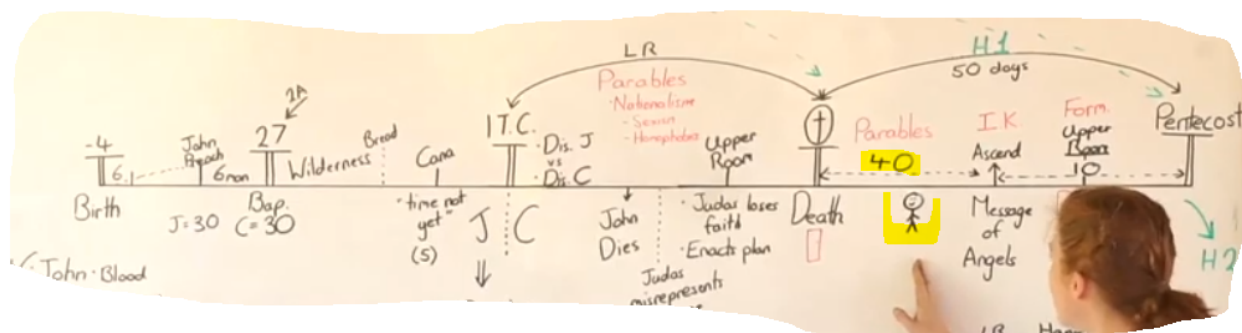 LR
H1
50 days
Parables
· Nationalism
- Sexism
- Homophobia
2A
-4
27
1 T.C.
John
Preach
6mon
6.1
Wilderness
Bread
Cana
· Dis. J
vs
· Dis. C
Upper
Room
Parables
40
I.K.
Ascend
Form.
Upper
Room
10
Pentecost
Birth
J=30
Bap.
C=30
"time not
yet"
(5)
J C
John
Dies
· Judas loses
faith
· Enacts plan
Death
Message
of
Angels
H2
John · Blood
Judas
misrepresents
LR